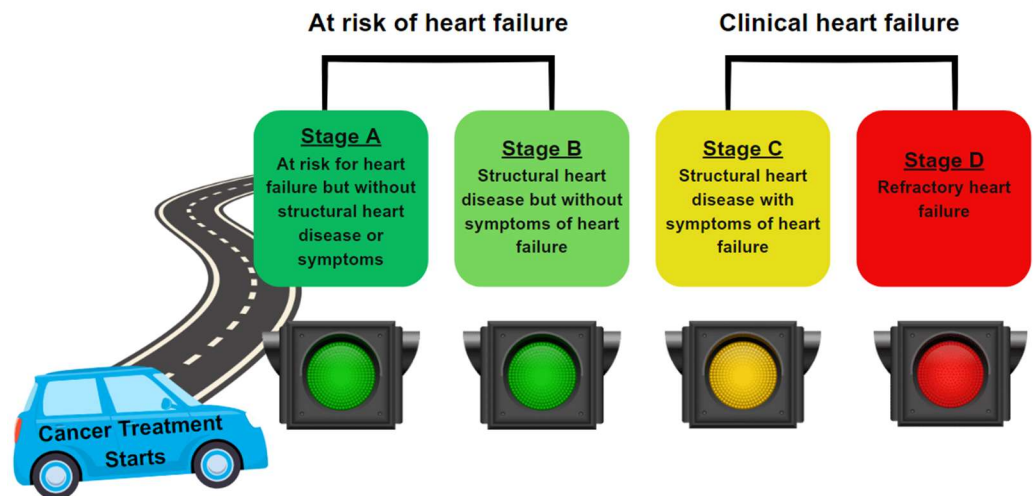 At risk of heart failure
Clinical heart failure
Stage A
At risk for heart
failure but without
structural heart
disease or
symptoms
Stage B
Structural heart
disease but without
symptoms of heart
failure
Stage C
Structural heart
disease with
symptoms of heart
failure
Stage D
Refractory heart
failure
Cancer Treatment
Starts